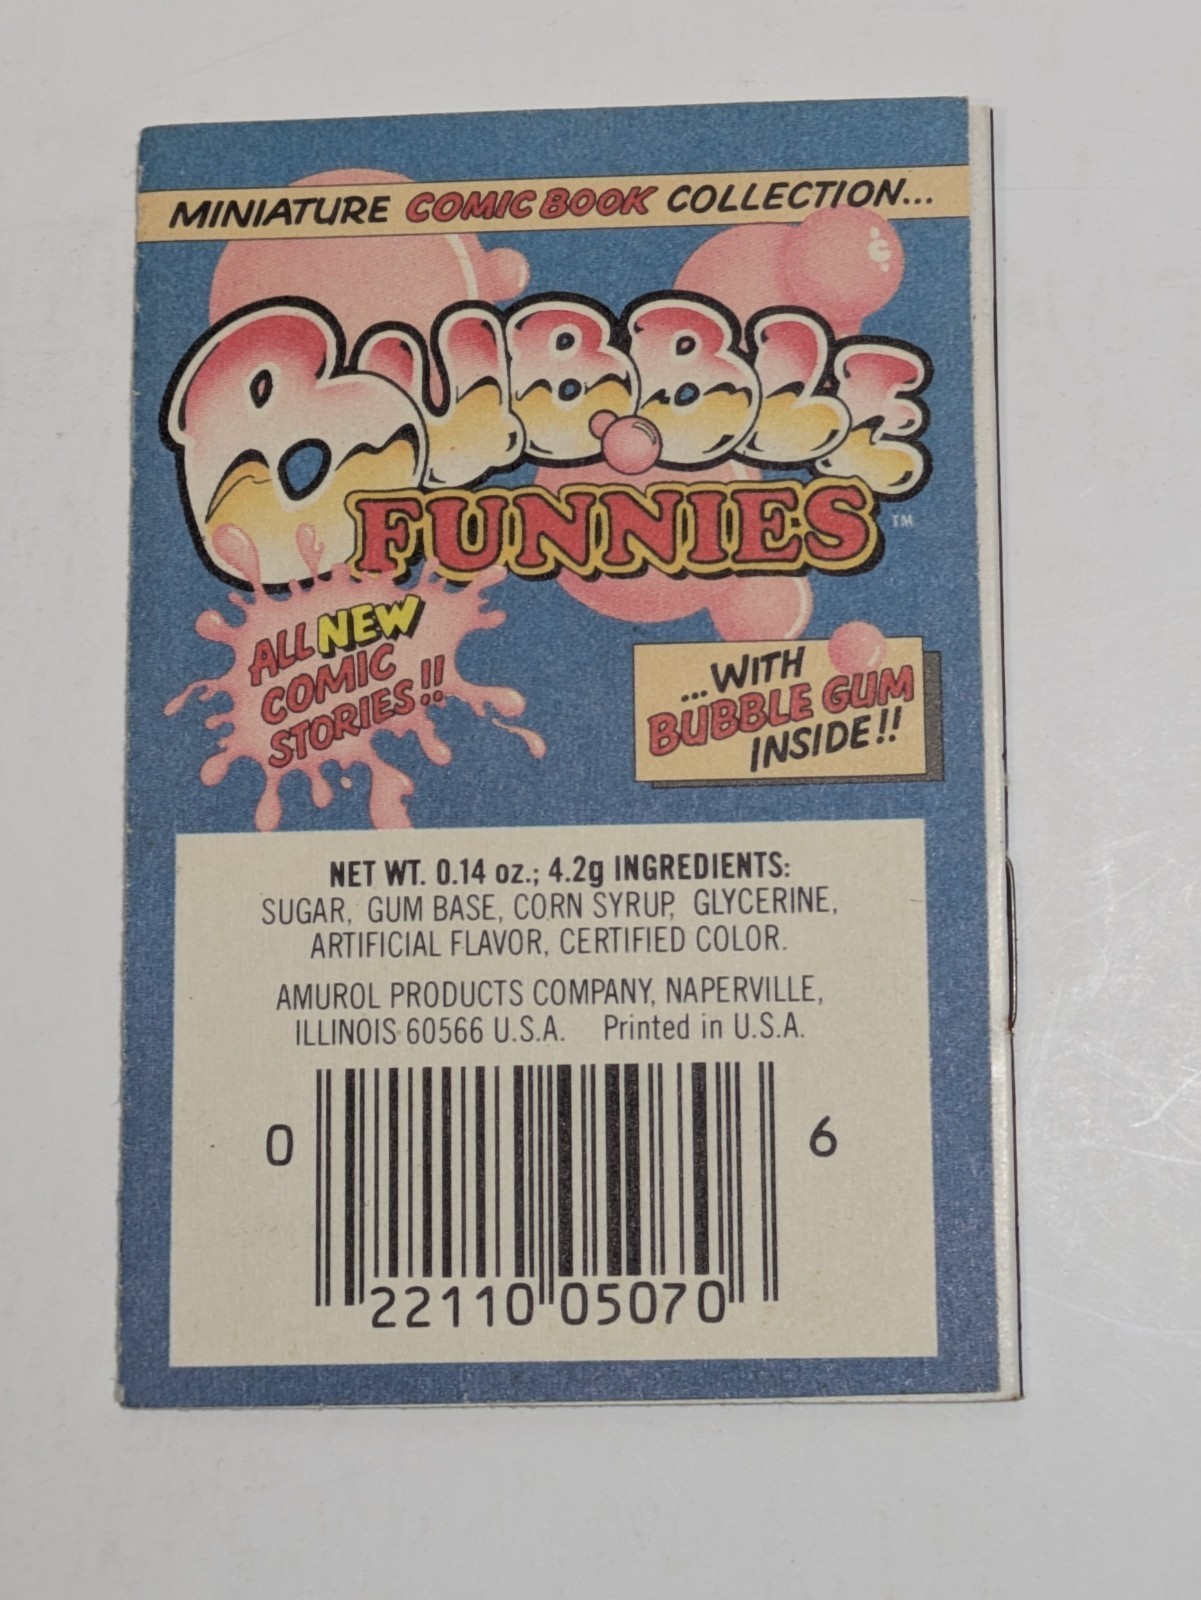 MINIATURE COMIC BOOK COLLECTION...
BUBBLE
FUNNIES™
ALL NEW
COMIC
STORIES!!
...WITH
BUBBLE GUM
INSIDE!!
NET WT. 0.14 oz.; 4.2g INGREDIENTS:
SUGAR, GUM BASE, CORN SYRUP, GLYCERINE,
ARTIFICIAL FLAVOR, CERTIFIED COLOR.
AMUROL PRODUCTS COMPANY, NAPERVILLE,
ILLINOIS 60566 U.S.A. Printed in U.S.A.
0 22110 05070 6